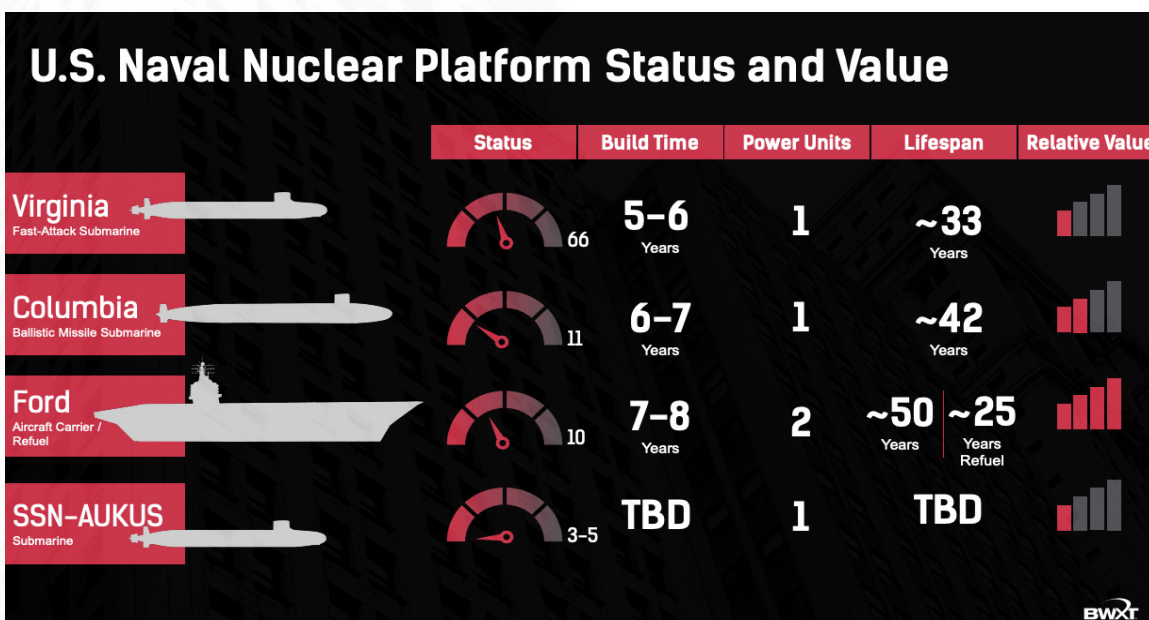 U.S. Naval Nuclear Platform Status and Value
Status Build Time Power Units Lifespan Relative Value
Virginia
Fast-Attack Submarine
66
5–6
Years
1
~33
Years
Columbia
Ballistic Missile Submarine
11
6–7
Years
1
~42
Years
Ford
Aircraft Carrier /
Refuel
10
7–8
Years
2
~50
Years
~25
Years
Refuel
SSN-AUKUS
Submarine
3–5
TBD
1
TBD
BWXT